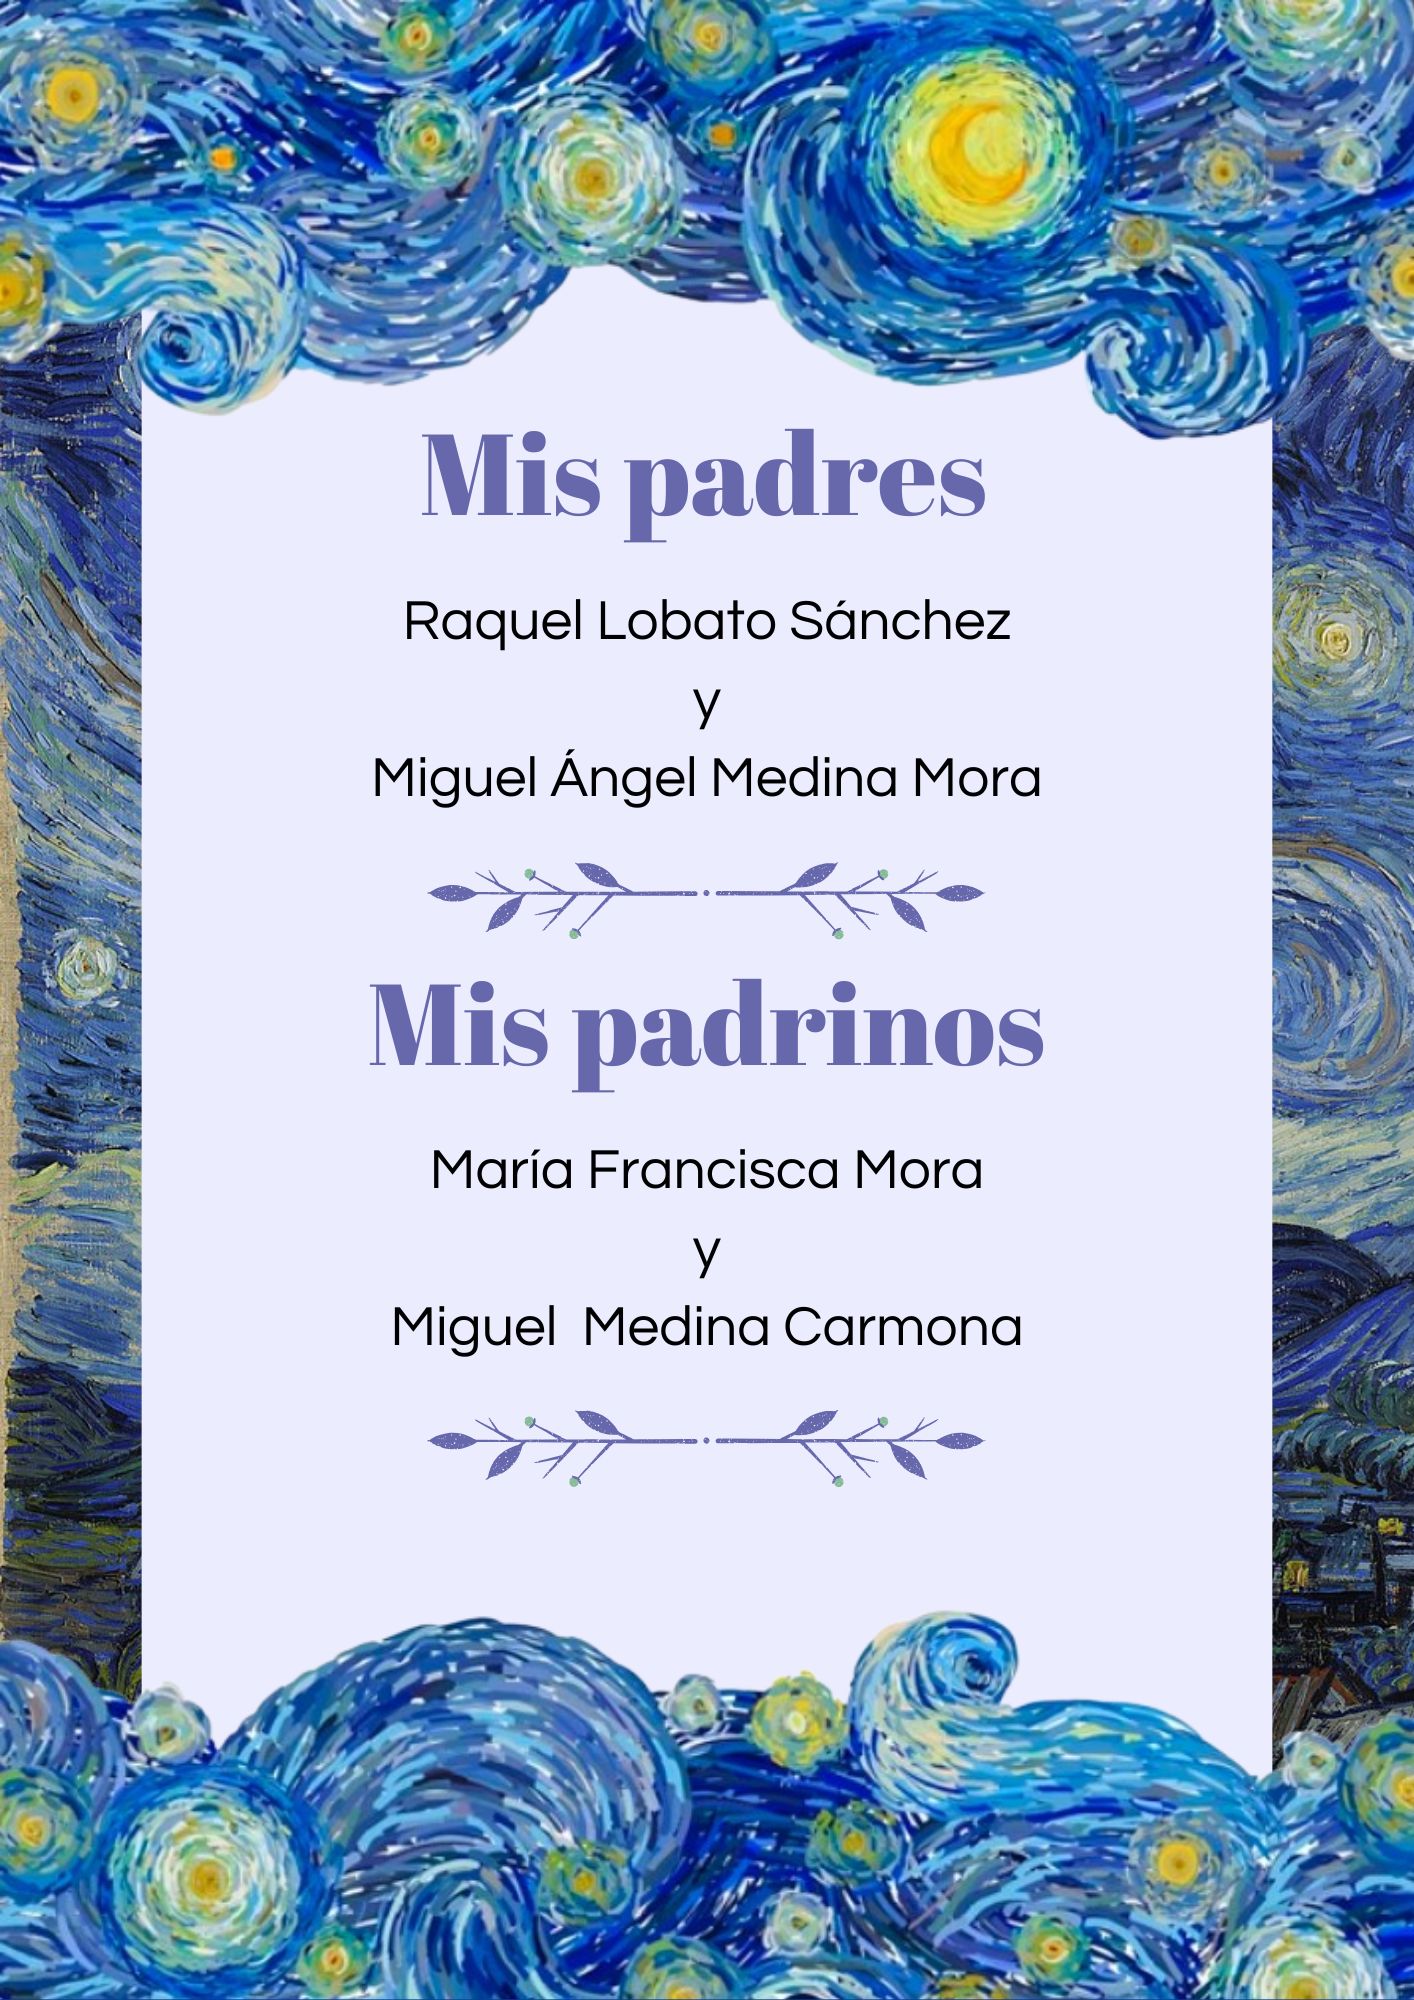 Mis padres
Raquel Lobato Sánchez
y
Miguel Ángel Medina Mora
Mis padrinos
María Francisca Mora
y
Miguel  Medina Carmona